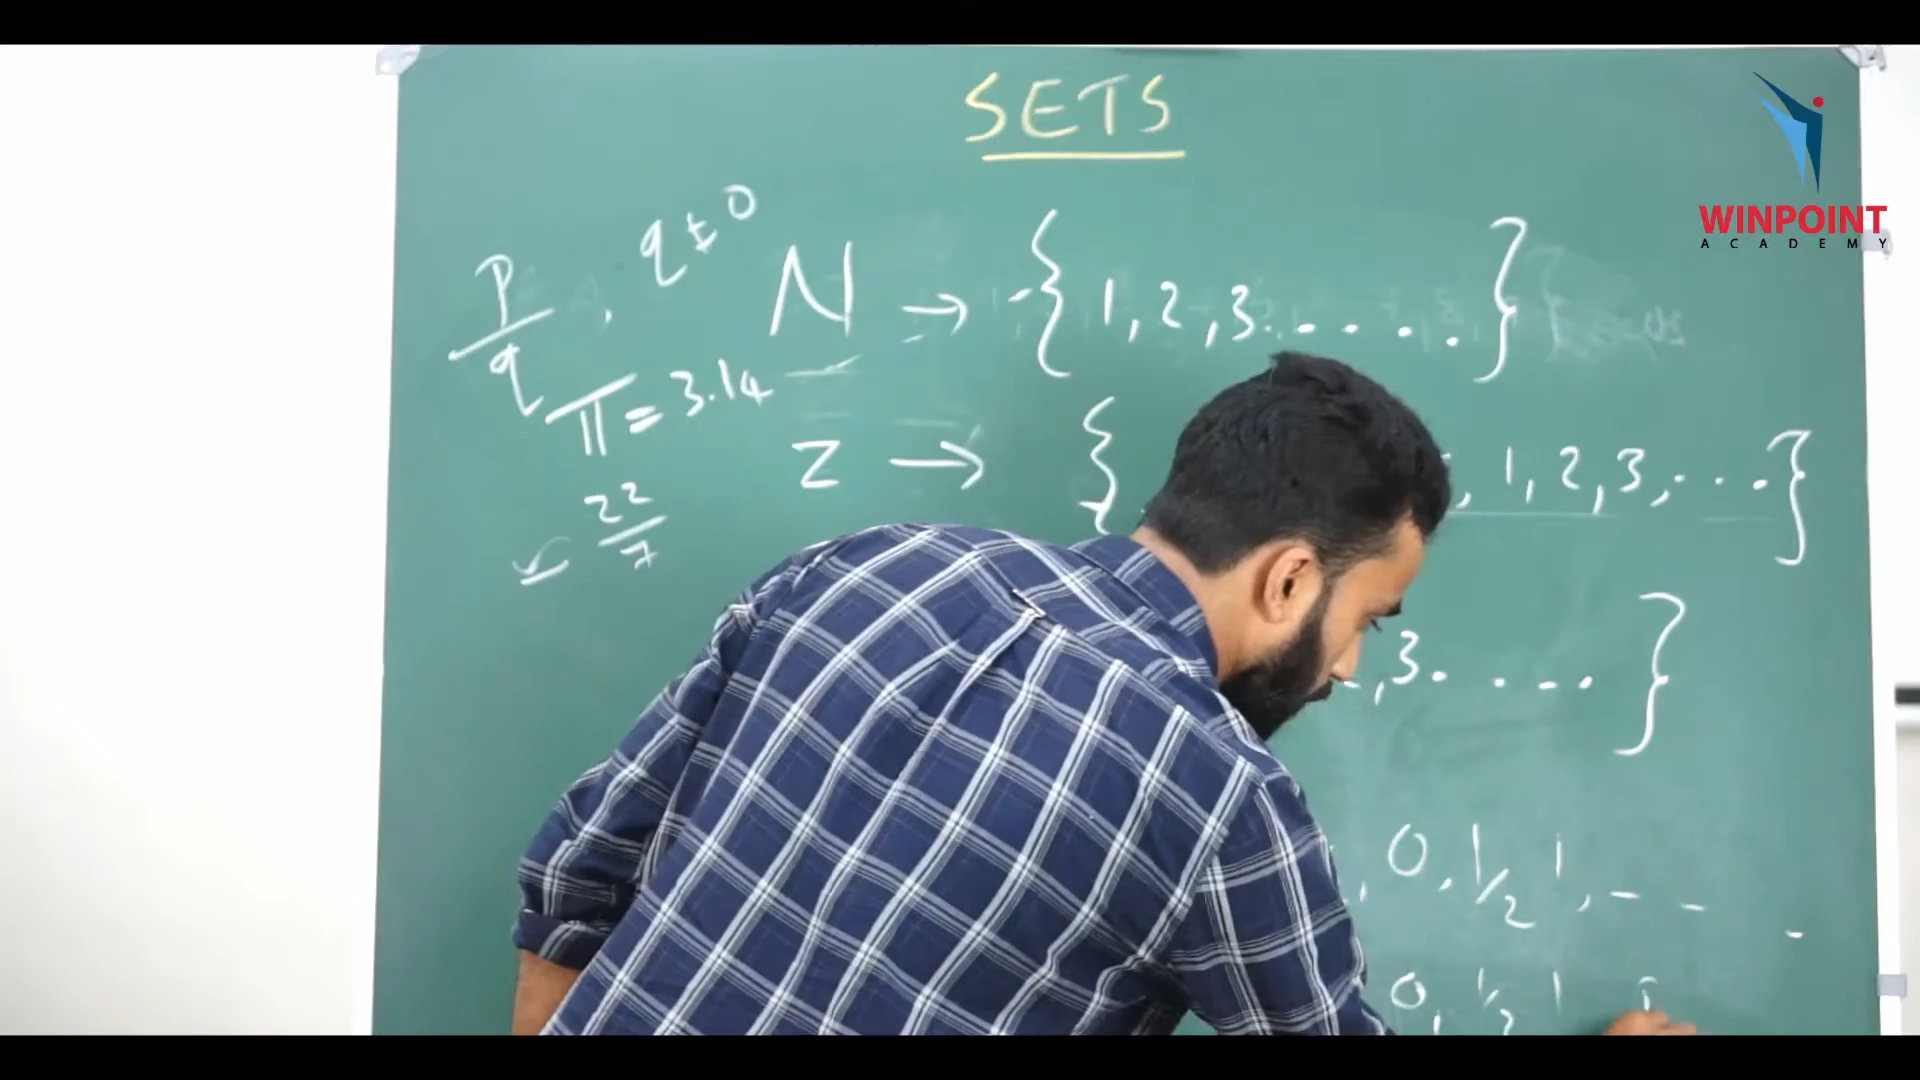 SETS
WINPOINT
ACADEMY
p/q , q ≠ 0
N → {1, 2, 3. . . . . }
π = 3.14
Z → { , 1, 2, 3, . . . }
22/7
, 3. . . . . }
, 0, 1/2 1, - - -
0, 1/2 1